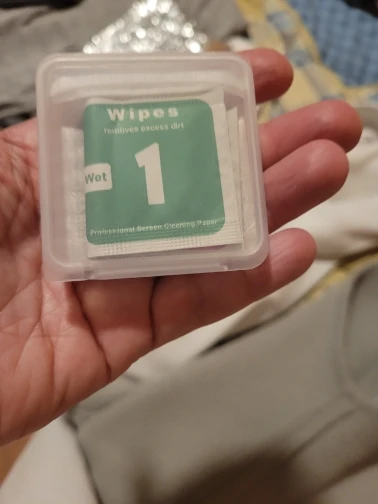 Wipes
removes excess dirt
Wet
1
Professional Screen Cleaning Paper